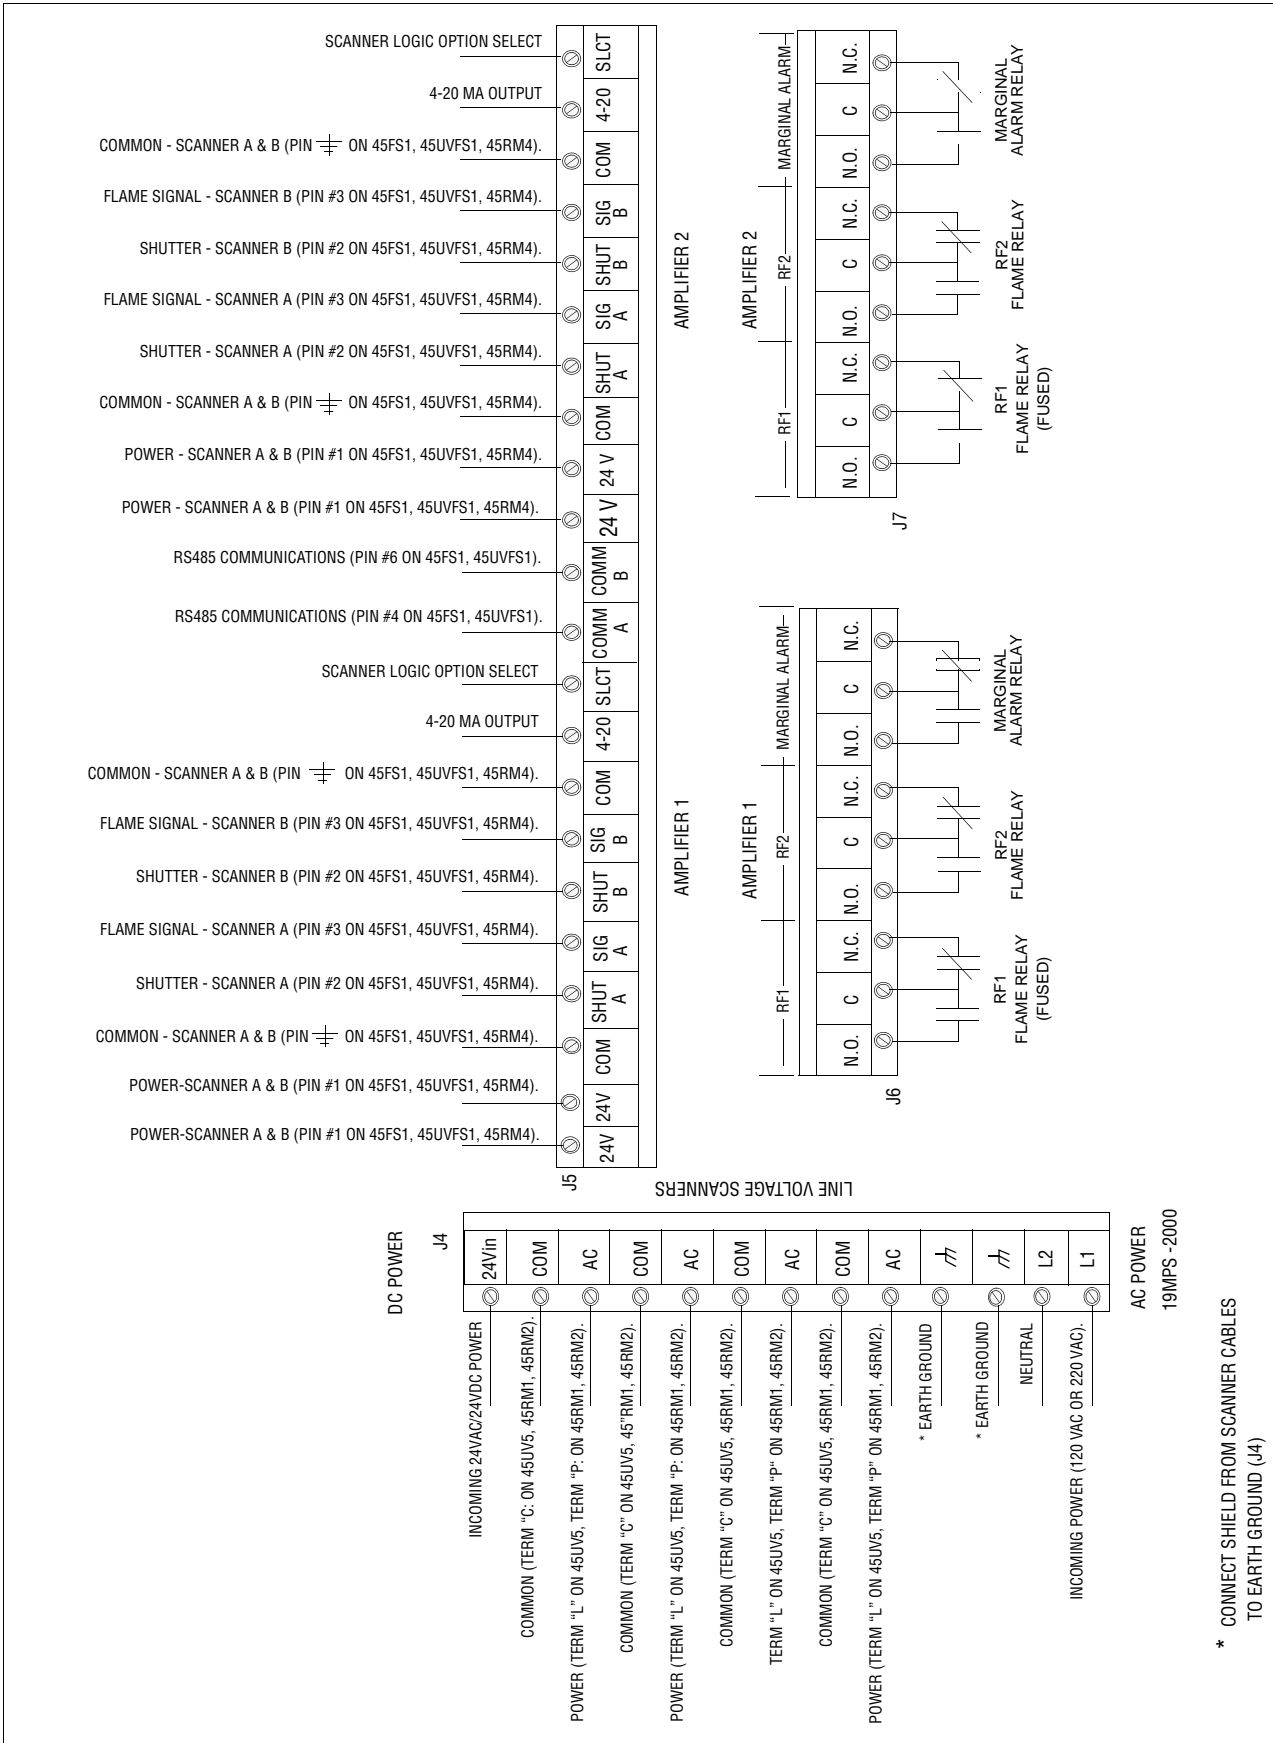 SCANNER LOGIC OPTION SELECT
4-20 MA OUTPUT
COMMON - SCANNER A & B (PIN ON 45FS1, 45UVFS1, 45RM4).
FLAME SIGNAL - SCANNER B (PIN #3 ON 45FS1, 45UVFS1, 45RM4).
SHUTTER - SCANNER B (PIN #2 ON 45FS1, 45UVFS1, 45RM4).
FLAME SIGNAL - SCANNER A (PIN #3 ON 45FS1, 45UVFS1, 45RM4).
SHUTTER - SCANNER A (PIN #2 ON 45FS1, 45UVFS1, 45RM4).
COMMON - SCANNER A & B (PIN ON 45FS1, 45UVFS1, 45RM4).
POWER - SCANNER A & B (PIN #1 ON 45FS1, 45UVFS1, 45RM4).
POWER - SCANNER A & B (PIN #1 ON 45FS1, 45UVFS1, 45RM4).
RS485 COMMUNICATIONS (PIN #6 ON 45FS1, 45UVFS1).
RS485 COMMUNICATIONS (PIN #4 ON 45FS1, 45UVFS1).
SCANNER LOGIC OPTION SELECT
4-20 MA OUTPUT
COMMON - SCANNER A & B (PIN ON 45FS1, 45UVFS1, 45RM4).
FLAME SIGNAL - SCANNER B (PIN #3 ON 45FS1, 45UVFS1, 45RM4).
SHUTTER - SCANNER B (PIN #2 ON 45FS1, 45UVFS1, 45RM4).
FLAME SIGNAL - SCANNER A (PIN #3 ON 45FS1, 45UVFS1, 45RM4).
SHUTTER - SCANNER A (PIN #2 ON 45FS1, 45UVFS1, 45RM4).
COMMON - SCANNER A & B (PIN ON 45FS1, 45UVFS1, 45RM4).
POWER-SCANNER A & B (PIN #1 ON 45FS1, 45UVFS1, 45RM4).
POWER-SCANNER A & B (PIN #1 ON 45FS1, 45UVFS1, 45RM4).
SLCT
4-20
COM
SIG
B
SHUT
B
SIG
A
SHUT
A
COM
24 V
24 V
COMM
B
COMM
A
SLCT
4-20
COM
SIG
B
SHUT
B
SIG
A
SHUT
A
COM
24V
24V
J5
AMPLIFIER 2
AMPLIFIER 1
AMPLIFIER 2
MARGINAL ALARM
RF2
RF1
N.C.
C
N.O.
N.C.
C
N.O.
N.C.
C
N.O.
J7
MARGINAL
ALARM RELAY
RF2
FLAME RELAY
RF1
FLAME RELAY
(FUSED)
AMPLIFIER 1
MARGINAL ALARM
RF2
RF1
N.C.
C
N.O.
N.C.
C
N.O.
N.C.
C
N.O.
J6
MARGINAL
ALARM RELAY
RF2
FLAME RELAY
RF1
FLAME RELAY
(FUSED)
LINE VOLTAGE SCANNERS
DC POWER
J4
24Vin
COM
AC
COM
AC
COM
AC
COM
AC
L2
L1
AC POWER
19MPS -2000
INCOMING 24VAC/24VDC POWER
COMMON (TERM “C: ON 45UV5, 45RM1, 45RM2).
POWER (TERM “L” ON 45UV5, TERM “P: ON 45RM1, 45RM2).
COMMON (TERM “C” ON 45UV5, 45”RM1, 45RM2).
POWER (TERM “L” ON 45UV5, TERM “P: ON 45RM1, 45RM2).
COMMON (TERM “C” ON 45UV5, 45RM1, 45RM2).
TERM “L” ON 45UV5, TERM “P“ ON 45RM1, 45RM2).
COMMON (TERM “C” ON 45UV5, 45RM1, 45RM2).
POWER (TERM “L” ON 45UV5, TERM “P” ON 45RM1, 45RM2).
* EARTH GROUND
* EARTH GROUND
NEUTRAL
INCOMING POWER (120 VAC OR 220 VAC).
* CONNECT SHIELD FROM SCANNER CABLES
TO EARTH GROUND (J4)